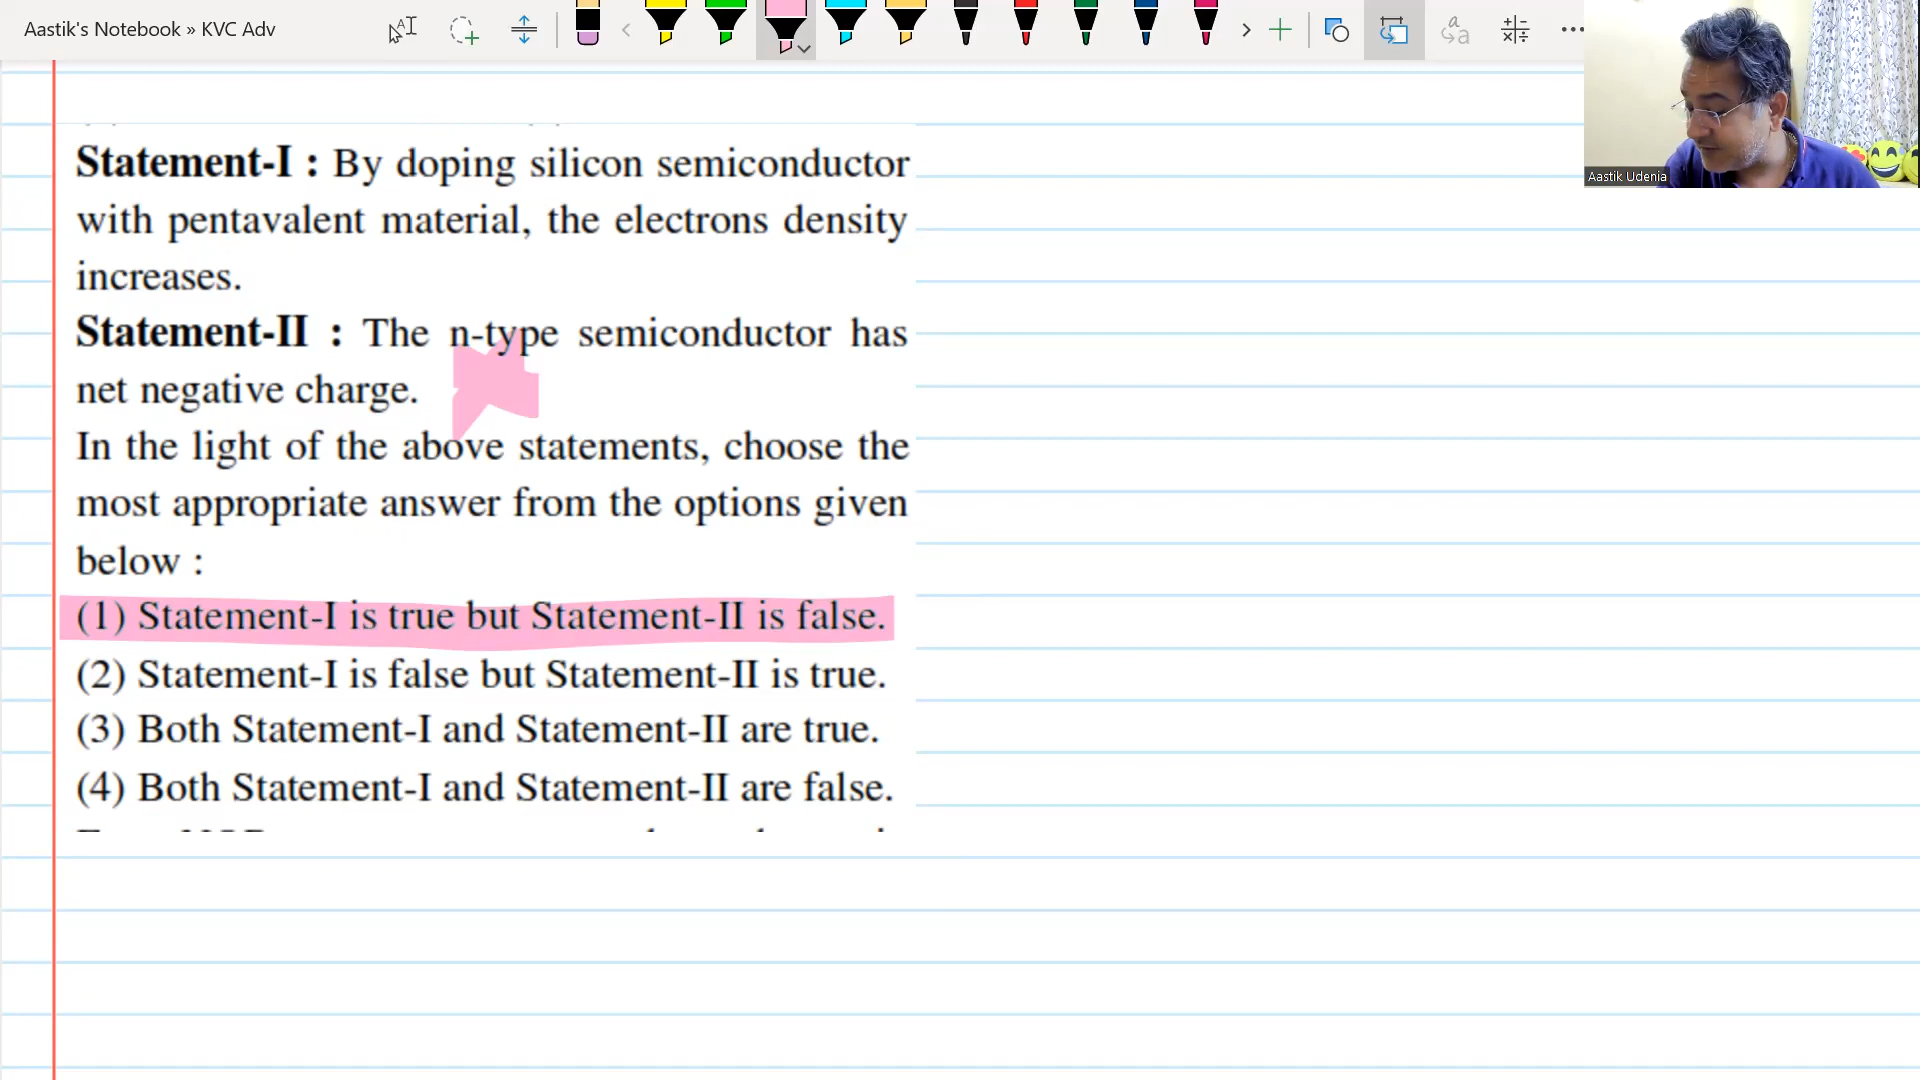 Aastik's Notebook » KVC Adv
Aastik Udenia
Statement-I : By doping silicon semiconductor
with pentavalent material, the electrons density
increases.
Statement-II : The n-type semiconductor has
net negative charge.
In the light of the above statements, choose the
most appropriate answer from the options given
below :
(1) Statement-I is true but Statement-II is false.
(2) Statement-I is false but Statement-II is true.
(3) Both Statement-I and Statement-II are true.
(4) Both Statement-I and Statement-II are false.